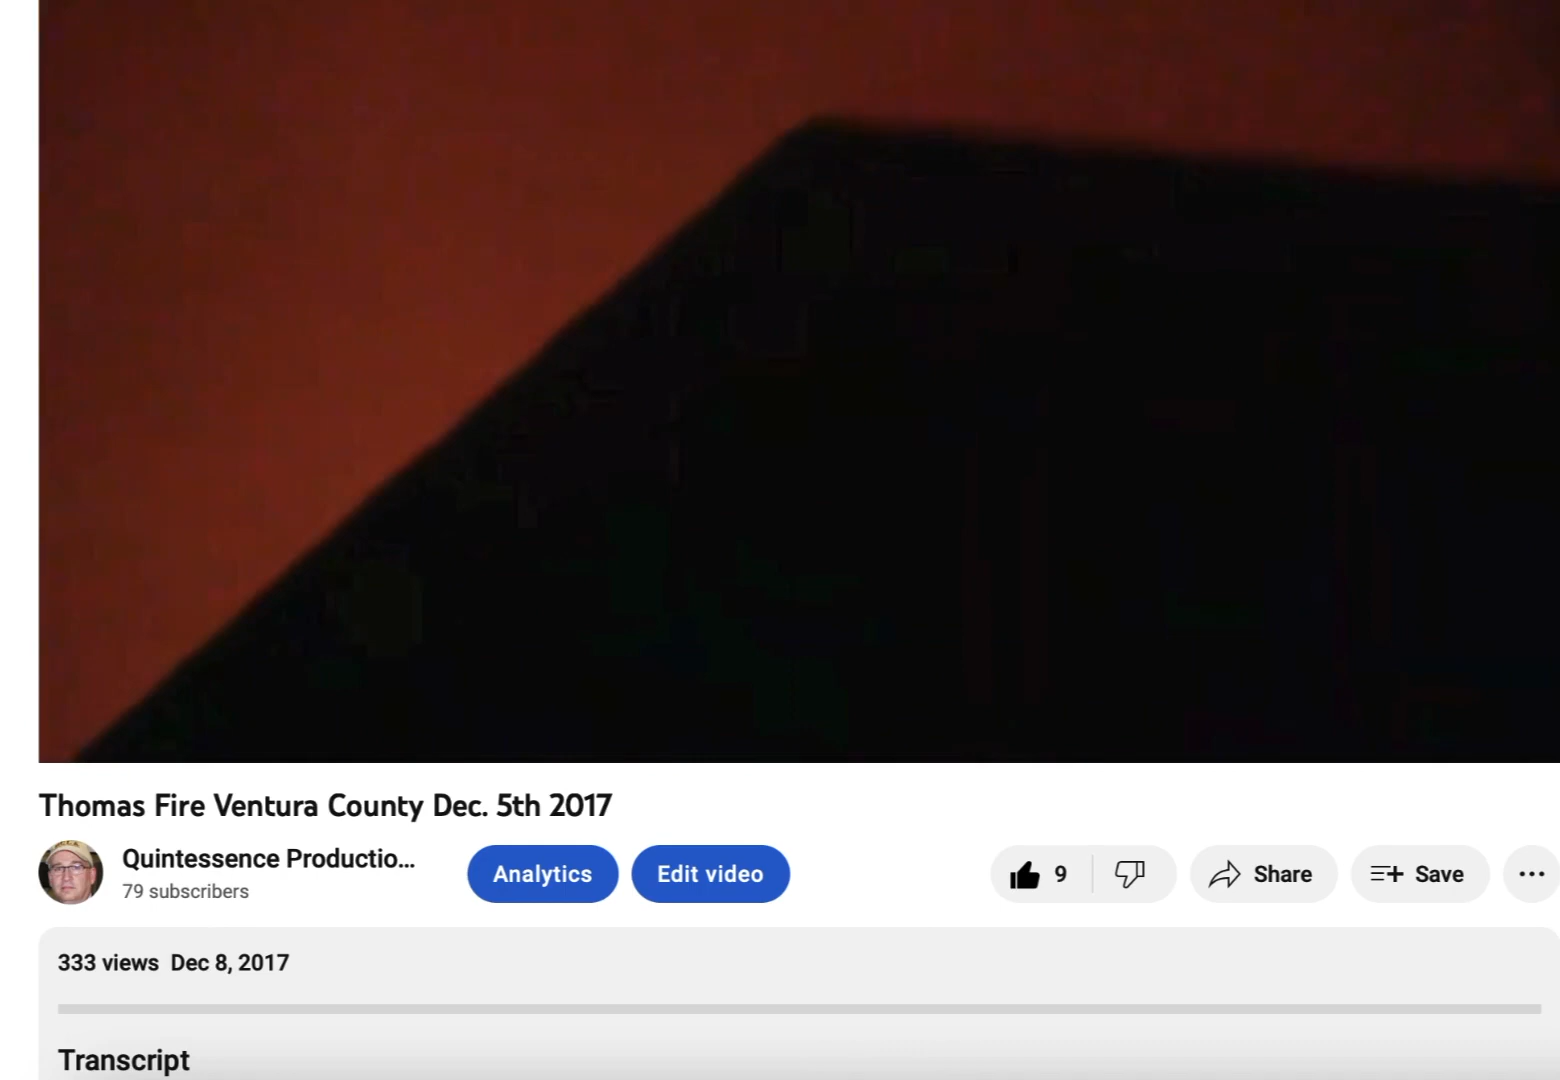 Thomas Fire Ventura County Dec. 5th 2017
Quintessence Productio...
79 subscribers
Analytics
Edit video
9
Share
Save
333 views Dec 8, 2017
Transcript